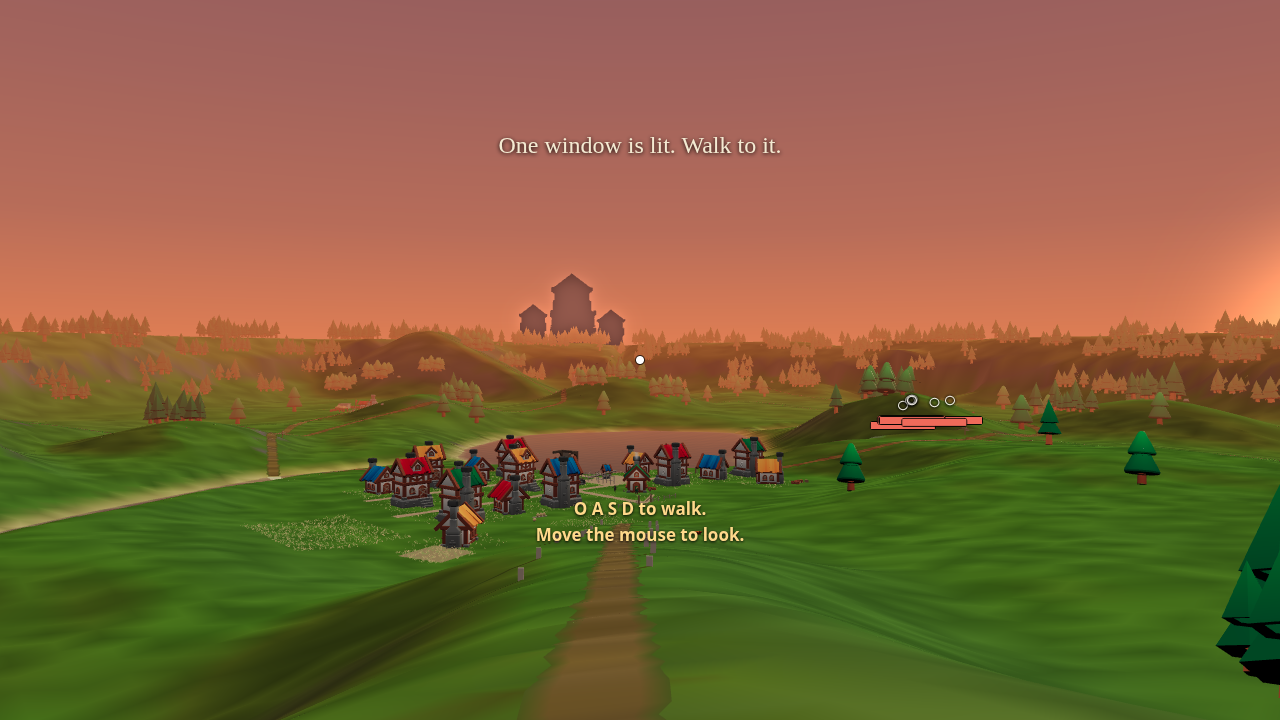 One window is lit. Walk to it.
O A S D to walk.
Move the mouse to look.